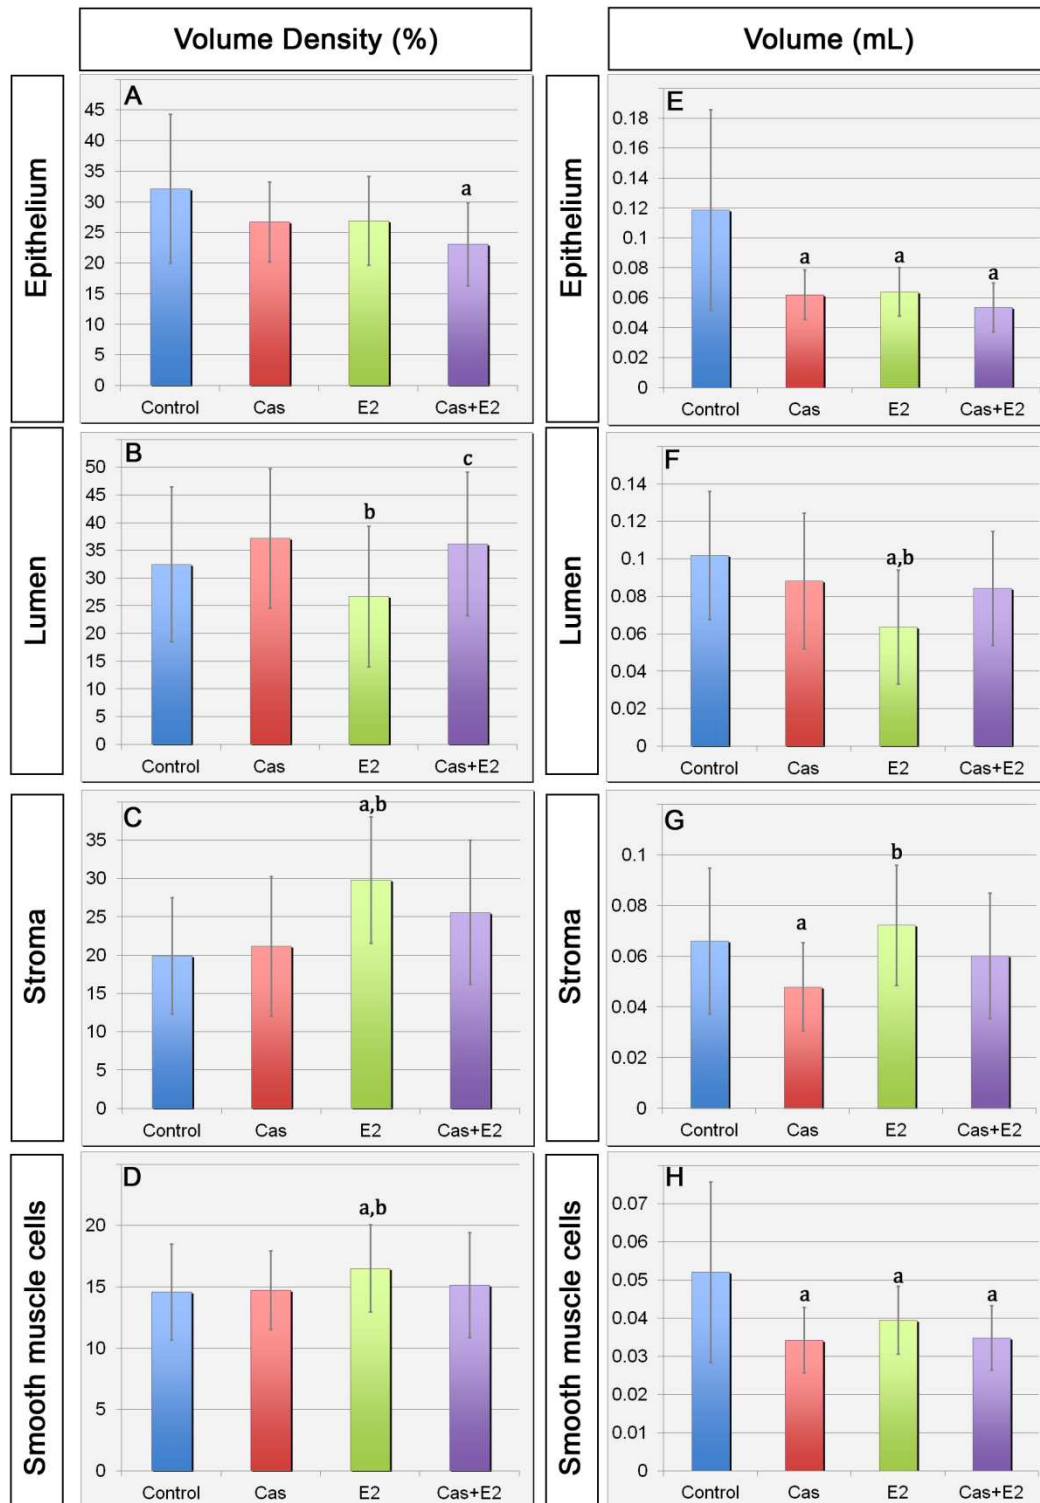 Volume Density (%)
Volume (mL)
Epithelium
A
45
40
35
30
25
20
15
10
5
0
a
Control Cas E2 Cas+E2
Epithelium
E
0.18
0.16
0.14
0.12
0.1
0.08
0.06
0.04
0.02
0
a a a
Control Cas E2 Cas+E2
Lumen
B
50
45
40
35
30
25
20
15
10
5
0
b c
Control Cas E2 Cas+E2
Lumen
F
0.14
0.12
0.1
0.08
0.06
0.04
0.02
0
a,b
Control Cas E2 Cas+E2
Stroma
C
35
30
25
20
15
10
5
0
a,b
Control Cas E2 Cas+E2
Stroma
G
0.1
0.08
0.06
0.04
0.02
0
a b
Control Cas E2 Cas+E2
Smooth muscle cells
D
20
15
10
5
0
a,b
Control Cas E2 Cas+E2
Smooth muscle cells
H
0.07
0.06
0.05
0.04
0.03
0.02
0.01
0
a a a
Control Cas E2 Cas+E2